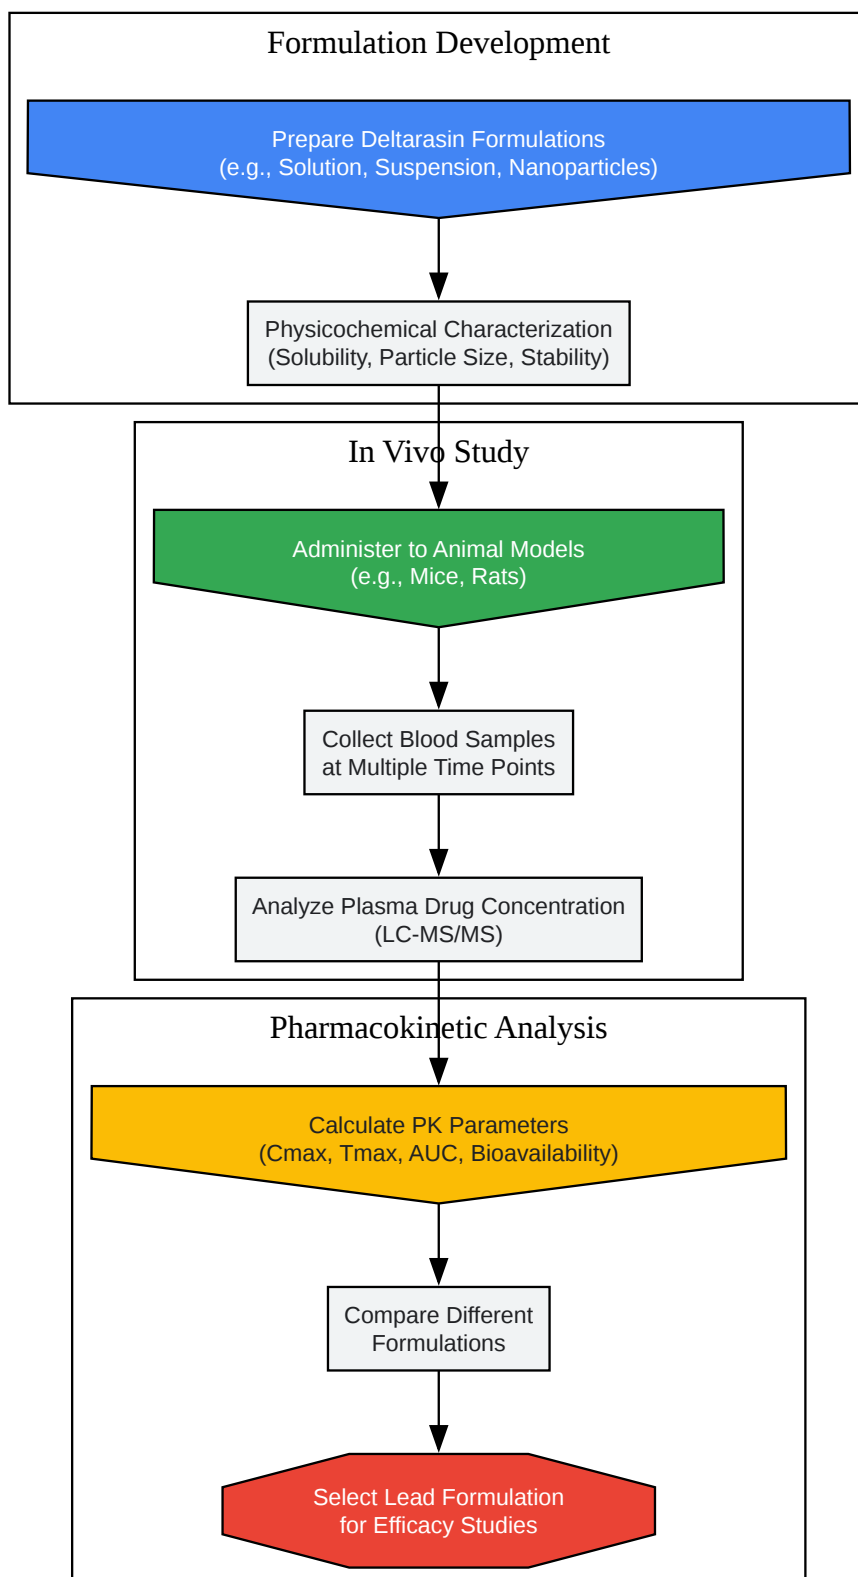 Formulation Development
Prepare Deltarasin Formulations
(e.g., Solution, Suspension, Nanoparticles)
Physicochemical Characterization
(Solubility, Particle Size, Stability)
In Vivo Study
Administer to Animal Models
(e.g., Mice, Rats)
Collect Blood Samples
at Multiple Time Points
Analyze Plasma Drug Concentration
(LC-MS/MS)
Pharmacokinetic Analysis
Calculate PK Parameters
(Cmax, Tmax, AUC, Bioavailability)
Compare Different
Formulations
Select Lead Formulation
for Efficacy Studies